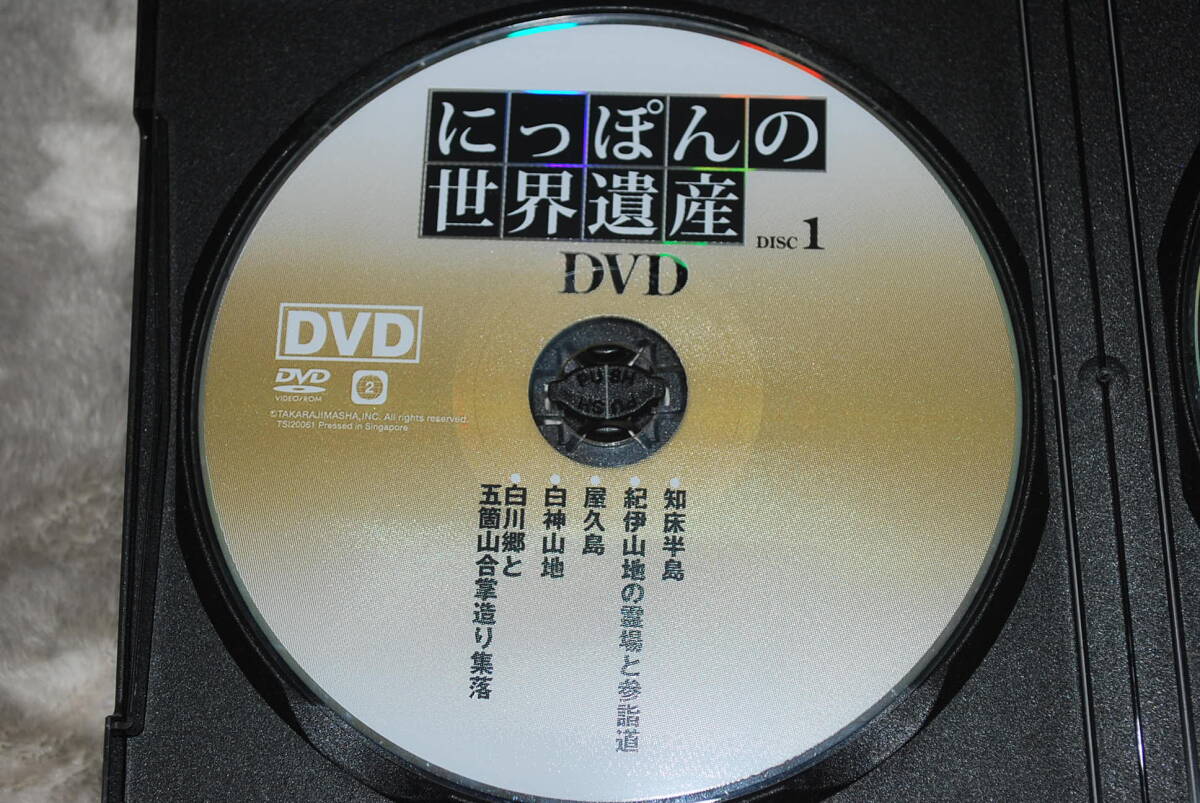 にっぽんの
世界遺産
DISC 1
DVD
DVD
DVD
VIDEO/ROM
2
©TAKARAJIMASHA,INC. All rights reserved.
TSI20061 Pressed in Singapore
PUSH
PUSH
●知床半島
●紀伊山地の霊場と参詣道
●屋久島
●白神山地
●白川郷と
五箇山合掌造り集落